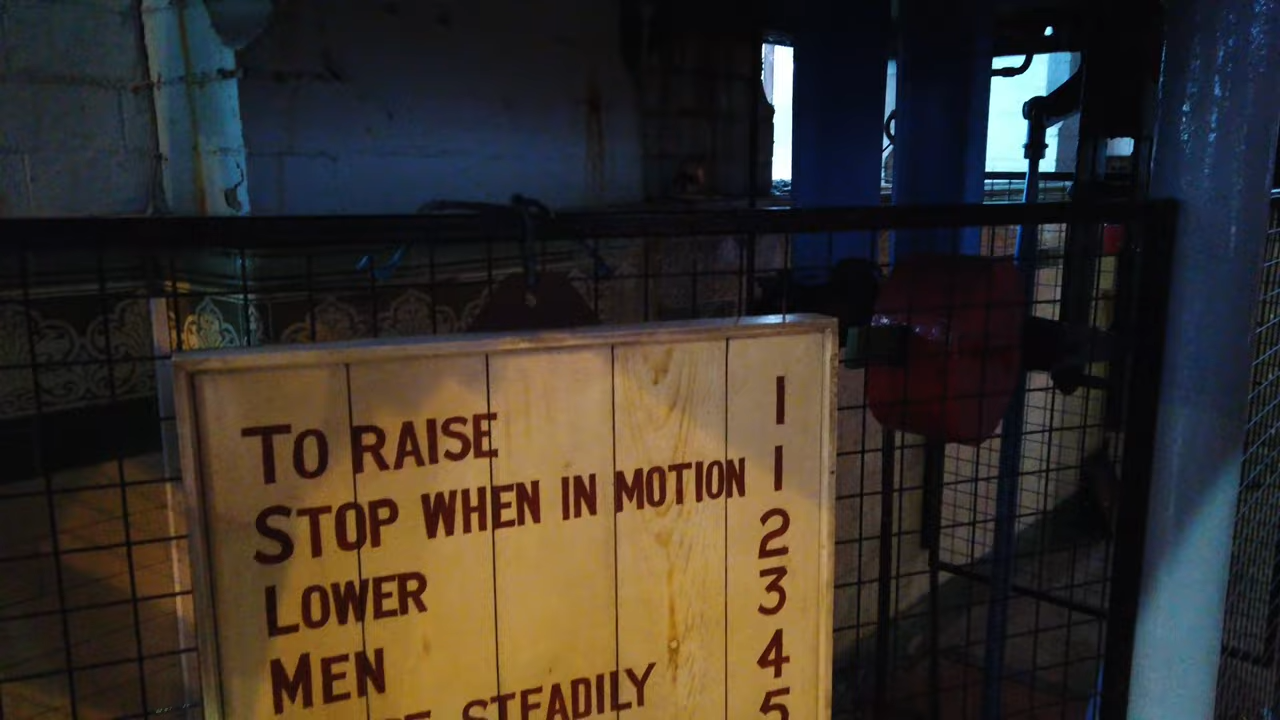 TO RAISE 1
STOP WHEN IN MOTION 1
LOWER 2
MEN 3
STEADILY 4
5